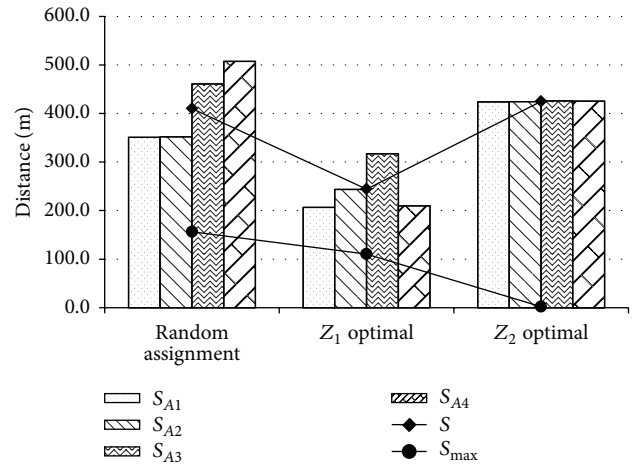 Distance (m)
600.0
500.0
400.0
300.0
200.0
100.0
0.0
Random assignment
Z1 optimal
Z2 optimal
SA1
SA2
SA3
SA4
S
Smax